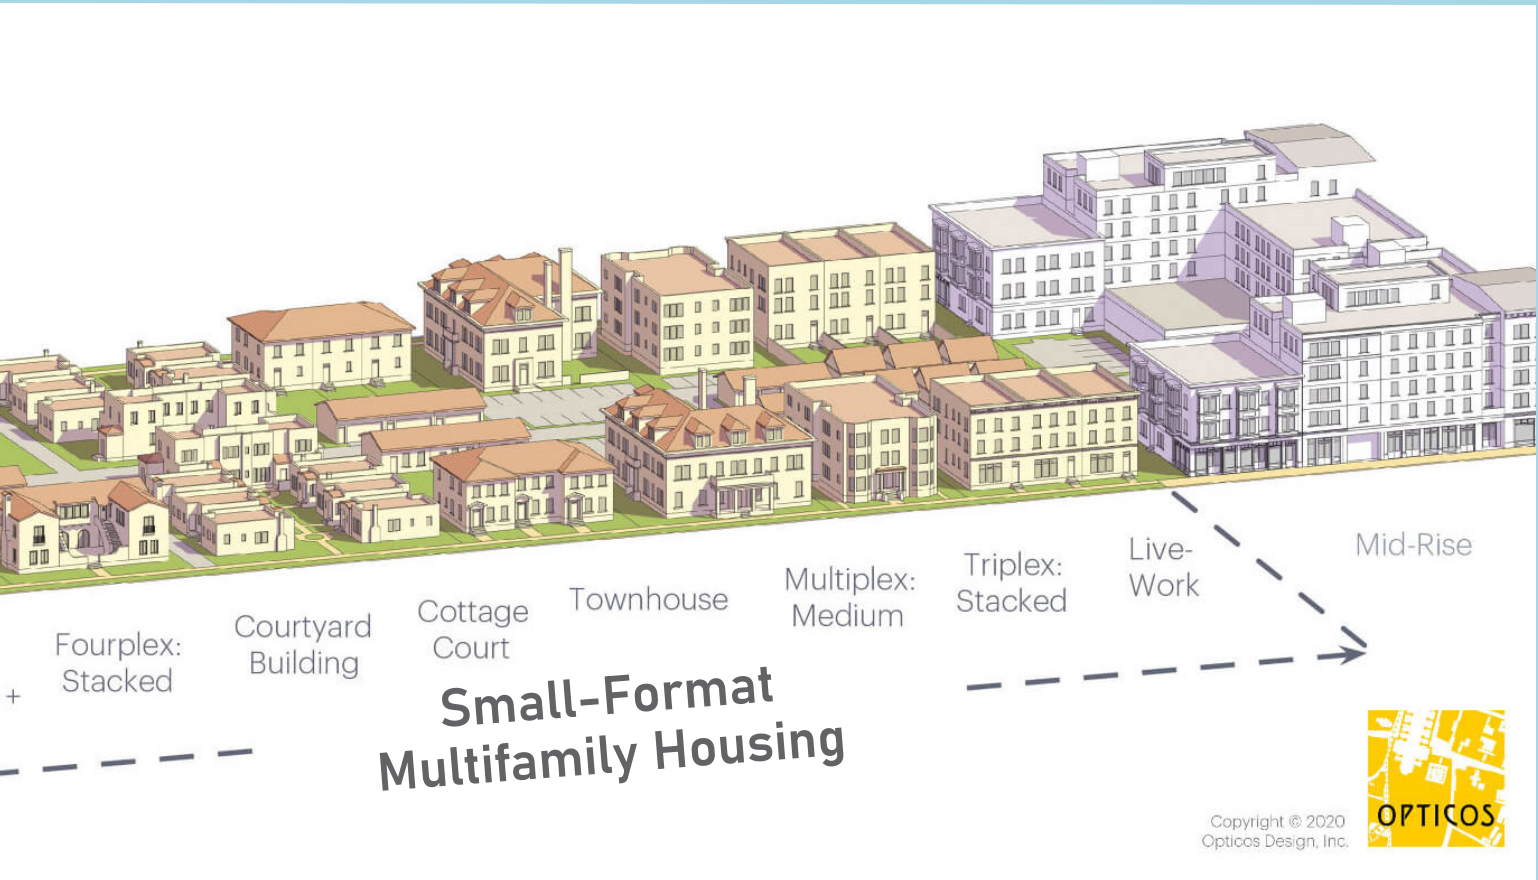 +
Fourplex:
Stacked
Courtyard
Building
Cottage
Court
Townhouse
Multiplex:
Medium
Triplex:
Stacked
Live-
Work
Mid-Rise
Small-Format
Multifamily Housing
Copyright © 2020
Opticos Design, Inc.
OPTICOS